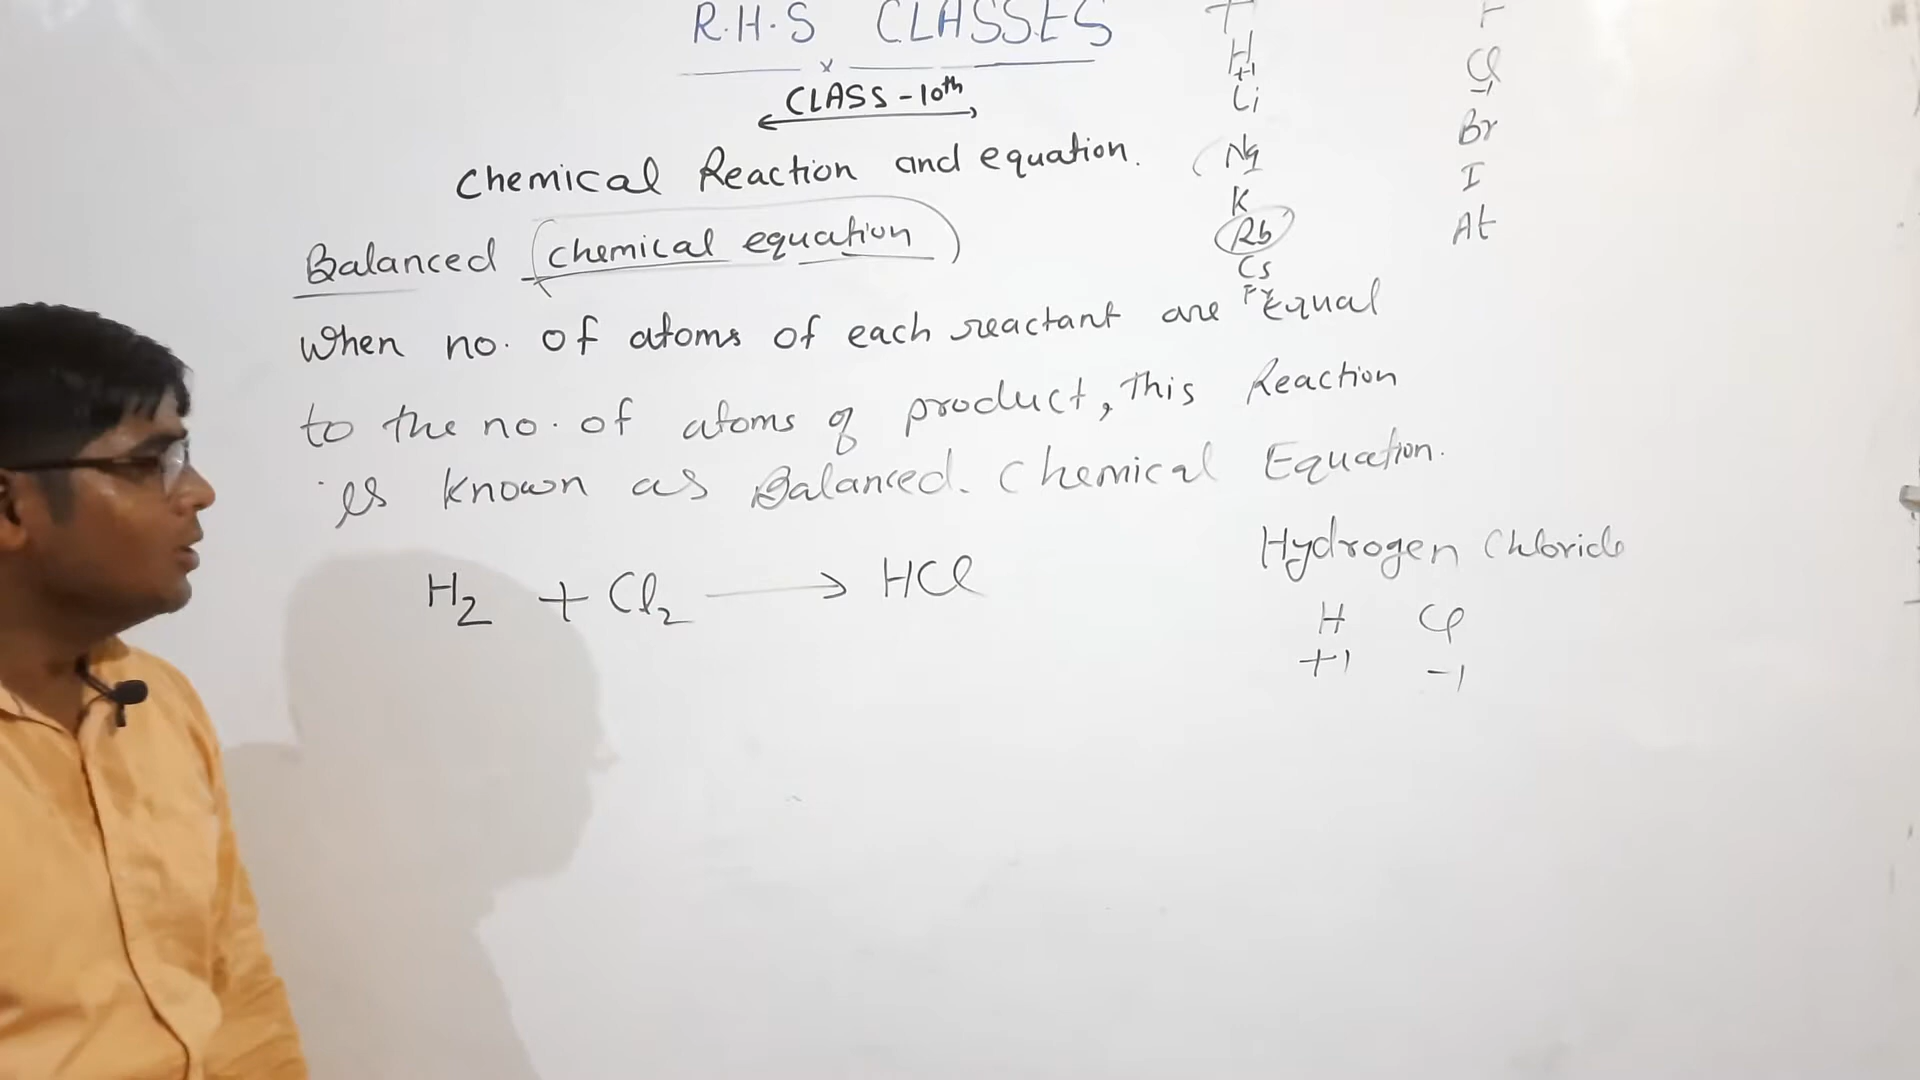 R.H.S CLASSES
x
CLASS - 10th
Chemical Reaction and equation.
Balanced chemical equation
When no. of atoms of each reactant are Equal
to the no. of atoms of product, This Reaction
is known as Balanced. Chemical Equation.
H2 + Cl2 → HCl
H
+1
Li
Na
K
Rb
Cs
Fr
F
Cl
-1
Br
I
At
Hydrogen Chloride
H Cl
+1 -1